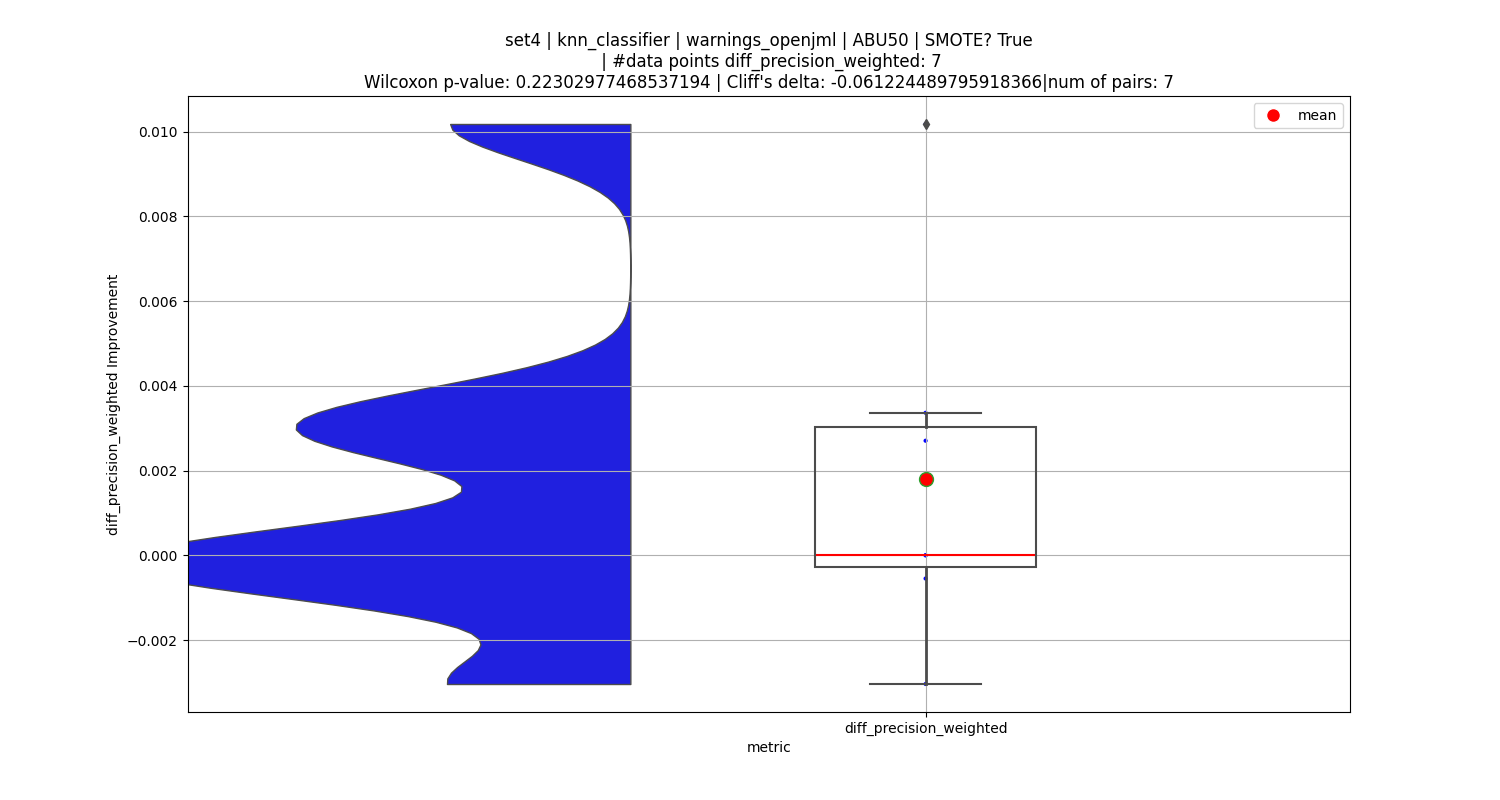 set4 | knn_classifier | warnings_openjml | ABU50 | SMOTE? True
| #data points diff_precision_weighted: 7
Wilcoxon p-value: 0.22302977468537194 | Cliff's delta: -0.061224489795918366|num of pairs: 7
mean
0.010
0.008
0.006
0.004
0.002
0.000
−0.002
diff_precision_weighted Improvement
diff_precision_weighted
metric